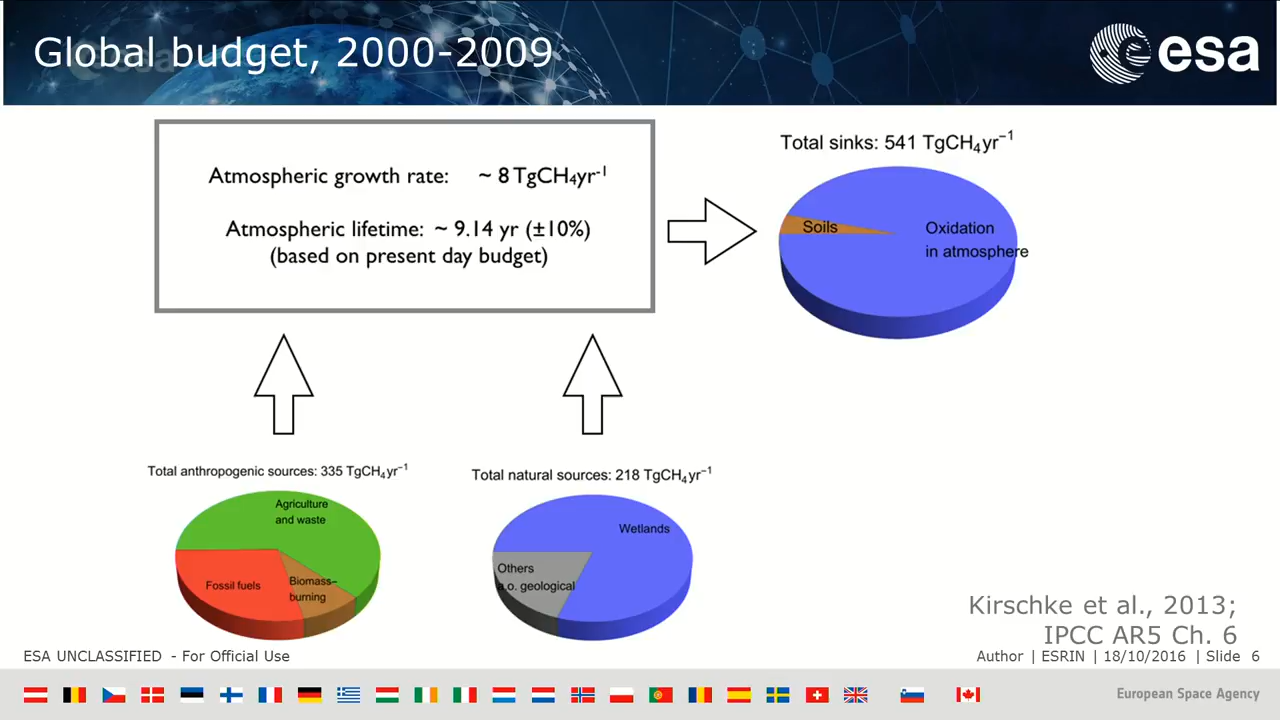 Global budget, 2000-2009
esa
Atmospheric growth rate: ~ 8 TgCH₄yr⁻¹
Atmospheric lifetime: ~ 9.14 yr (±10%)
(based on present day budget)
Total sinks: 541 TgCH₄yr⁻¹
Soils
Oxidation
in atmosphere
Total anthropogenic sources: 335 TgCH₄yr⁻¹
Agriculture
and waste
Fossil fuels
Biomass–
burning
Total natural sources: 218 TgCH₄yr⁻¹
Wetlands
Others
a.o. geological
Kirschke et al., 2013;
IPCC AR5 Ch. 6
ESA UNCLASSIFIED - For Official Use
Author | ESRIN | 18/10/2016 | Slide 6
European Space Agency